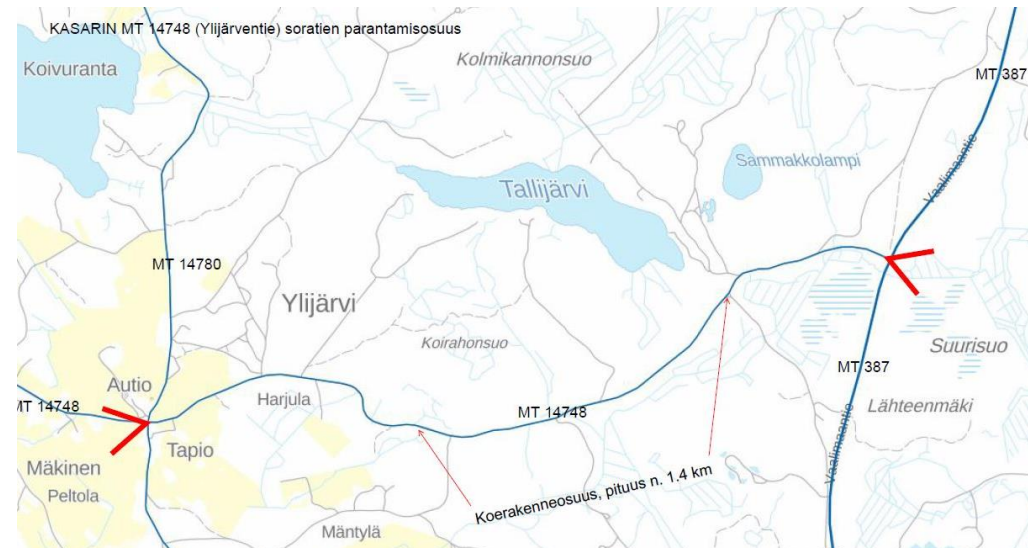 KASARIN MT 14748 (Ylijärventie) soratien parantamisosuus
Koivuranta
Kolmikannonsuo
MT 387
Sammakkolampi
Tallijärvi
Vaalimaantie
MT 14780
Ylijärvi
Koirahonsuo
Suurisuo
MT 387
Autio
Harjula
MT 14748
MT 14748
Lähteenmäki
Vaalimaantie
Tapio
Mäkinen
Peltola
Koerakenneosuus, pituus n. 1.4 km
Mäntylä